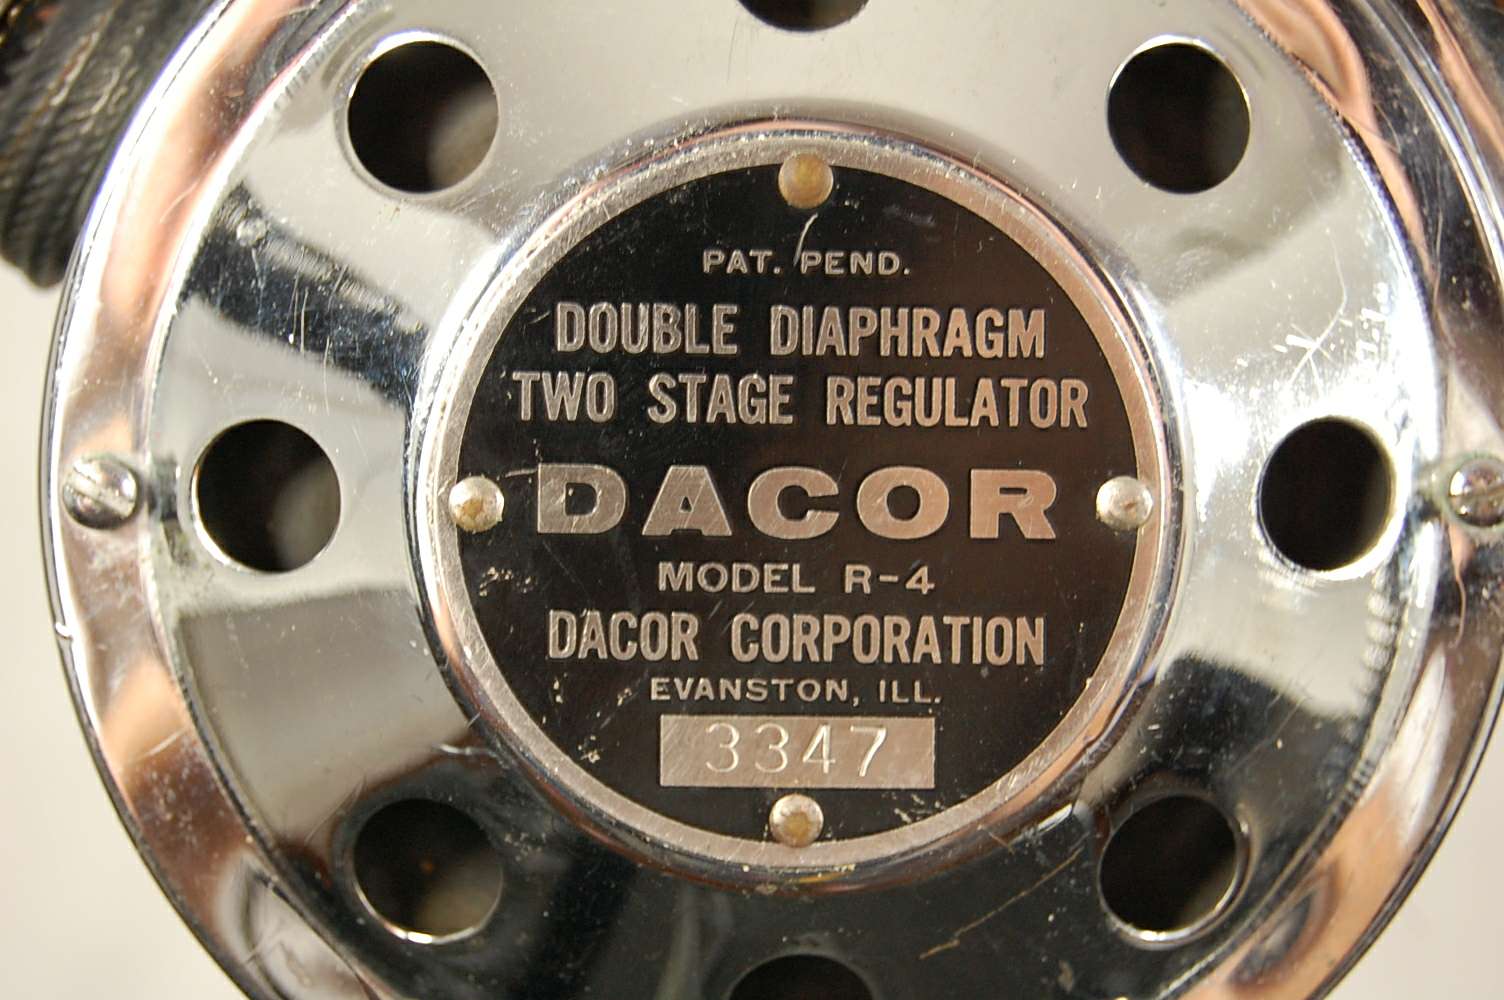 PAT. PEND.
DOUBLE DIAPHRAGM
TWO STAGE REGULATOR
DACOR
MODEL R-4
DACOR CORPORATION
EVANSTON, ILL.
3347